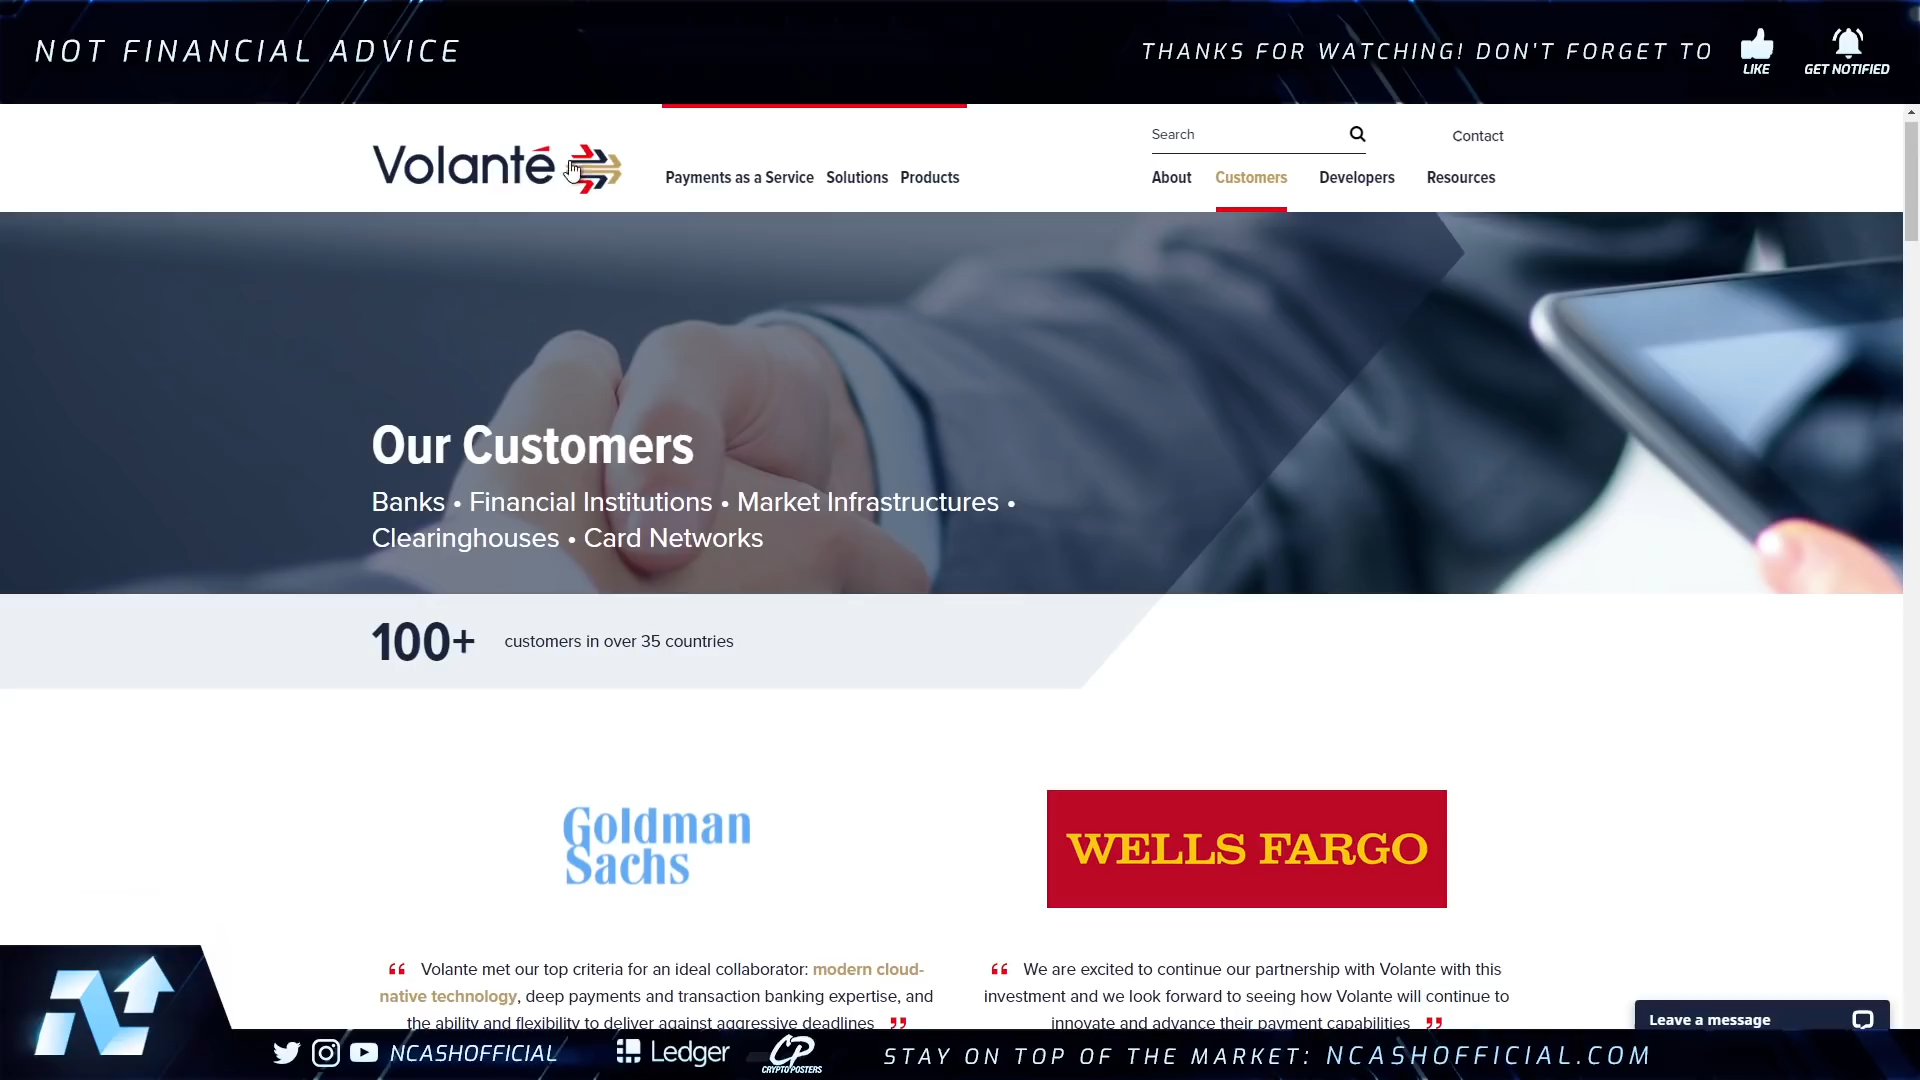 NOT FINANCIAL ADVICE
THANKS FOR WATCHING! DON'T FORGET TO
LIKE
GET NOTIFIED
Volanté
Search
Contact
Payments as a Service Solutions Products
About Customers Developers Resources
Our Customers
Banks • Financial Institutions • Market Infrastructures •
Clearinghouses • Card Networks
100+ customers in over 35 countries
Goldman
Sachs
WELLS FARGO
“ Volante met our top criteria for an ideal collaborator: modern cloud-
native technology, deep payments and transaction banking expertise, and
the ability and flexibility to deliver against aggressive deadlines ”
“ We are excited to continue our partnership with Volante with this
investment and we look forward to seeing how Volante will continue to
innovate and advance their payment capabilities ”
Leave a message
NCASHOFFICIAL
Ledger
CP
CRYPTOPOSTERS
STAY ON TOP OF THE MARKET: NCASHOFFICIAL.COM